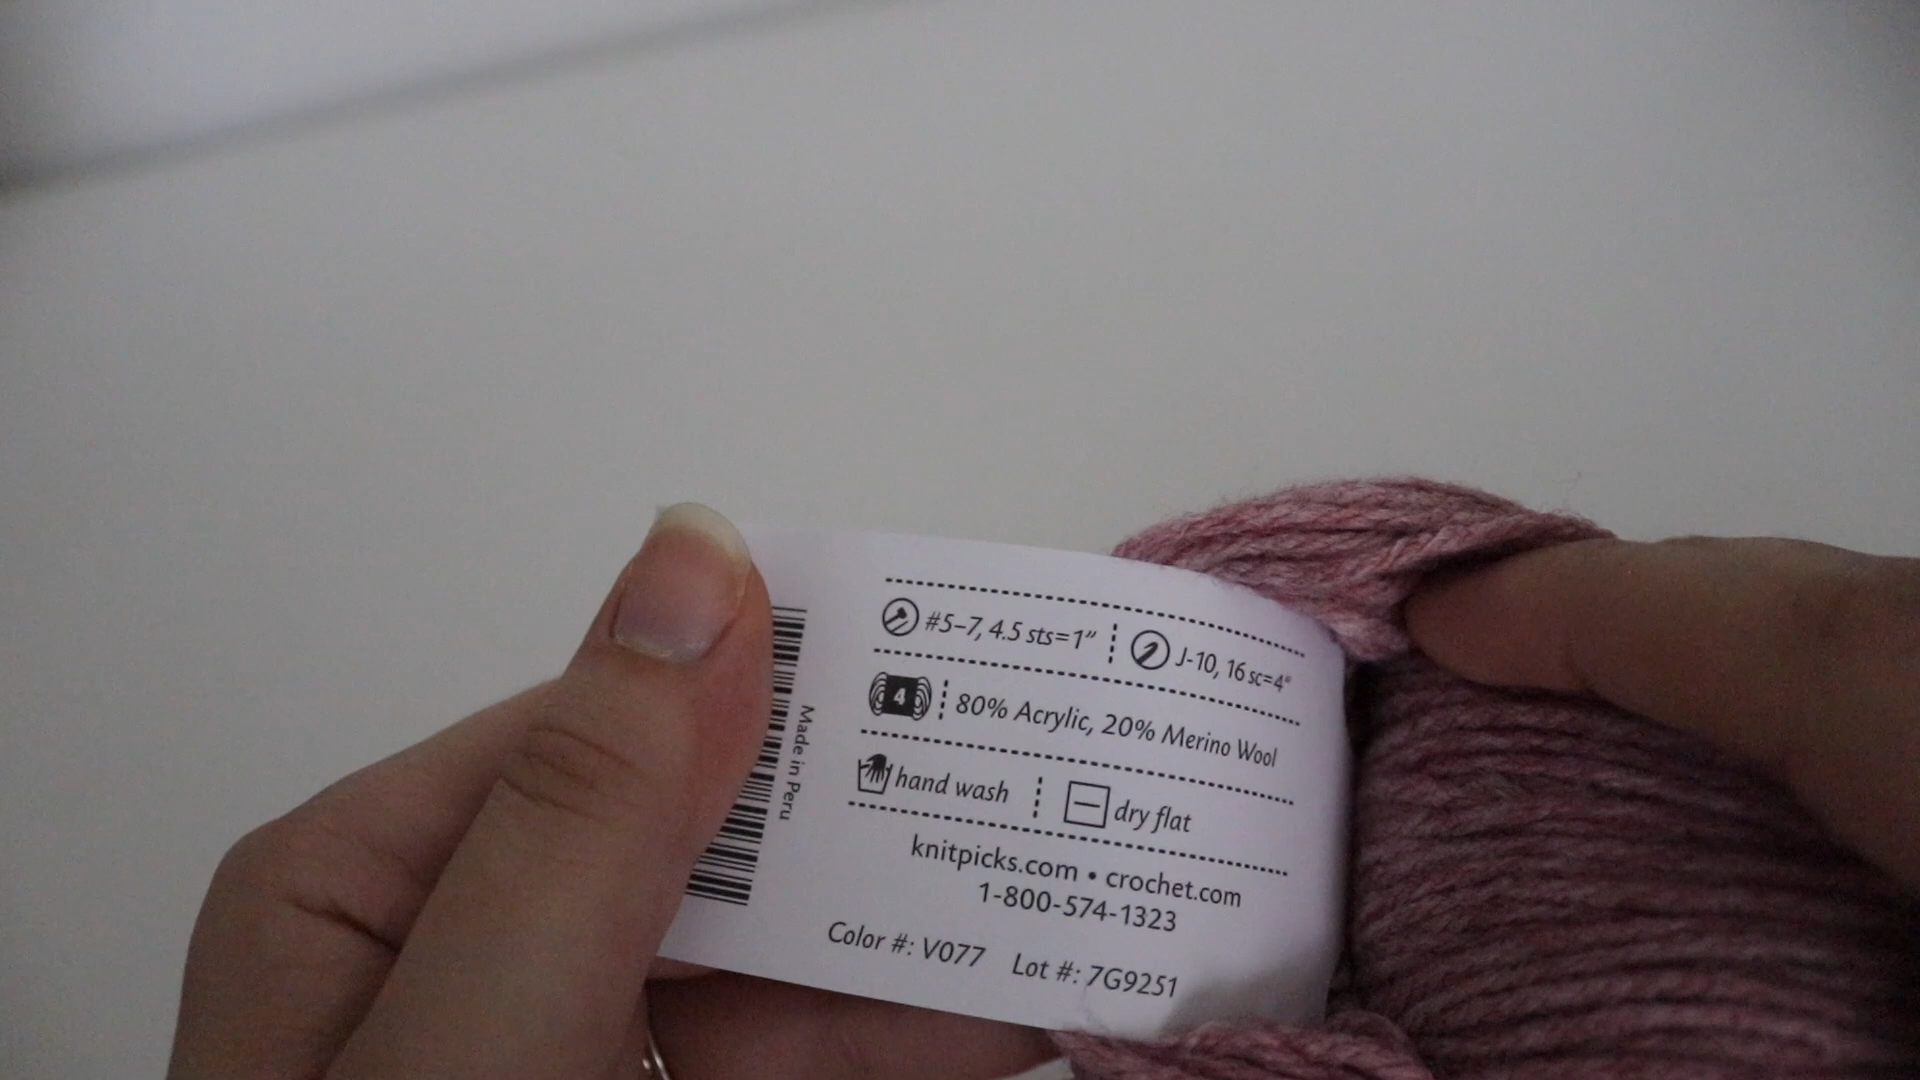 #5–7, 4.5 sts=1" J-10, 16 sc=4"
4 80% Acrylic, 20% Merino Wool
hand wash dry flat
knitpicks.com • crochet.com
1-800-574-1323
Color #: V077 Lot #: 7G9251
Made in Peru